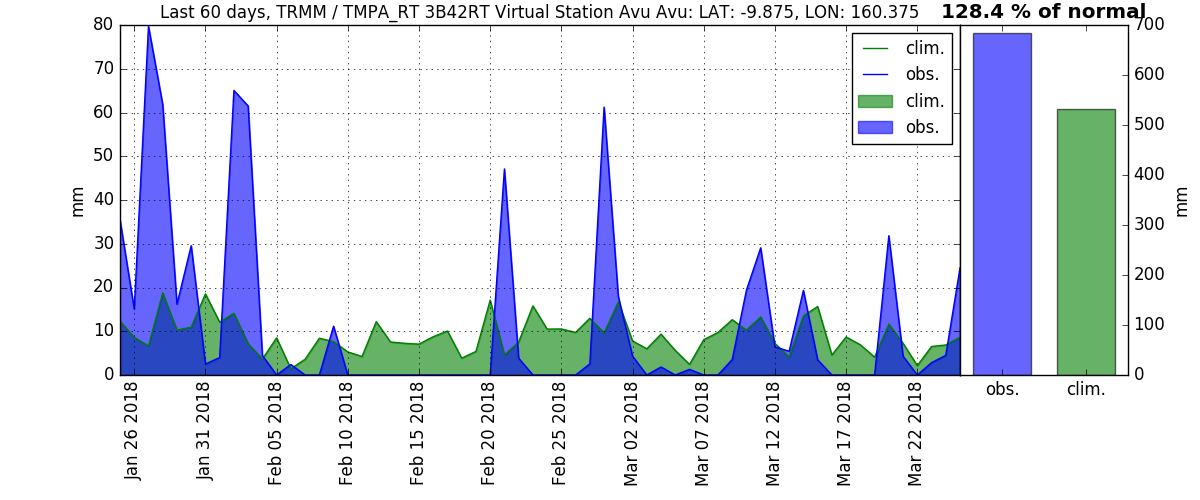 Last 60 days, TRMM / TMPA_RT 3B42RT Virtual Station Avu Avu: LAT: -9.875, LON: 160.375
128.4 % of normal
80
70
60
50
40
30
20
10
0
mm
clim.
obs.
clim.
obs.
700
600
500
400
300
200
100
0
mm
Jan 26 2018
Jan 31 2018
Feb 05 2018
Feb 10 2018
Feb 15 2018
Feb 20 2018
Feb 25 2018
Mar 02 2018
Mar 07 2018
Mar 12 2018
Mar 17 2018
Mar 22 2018
obs.
clim.